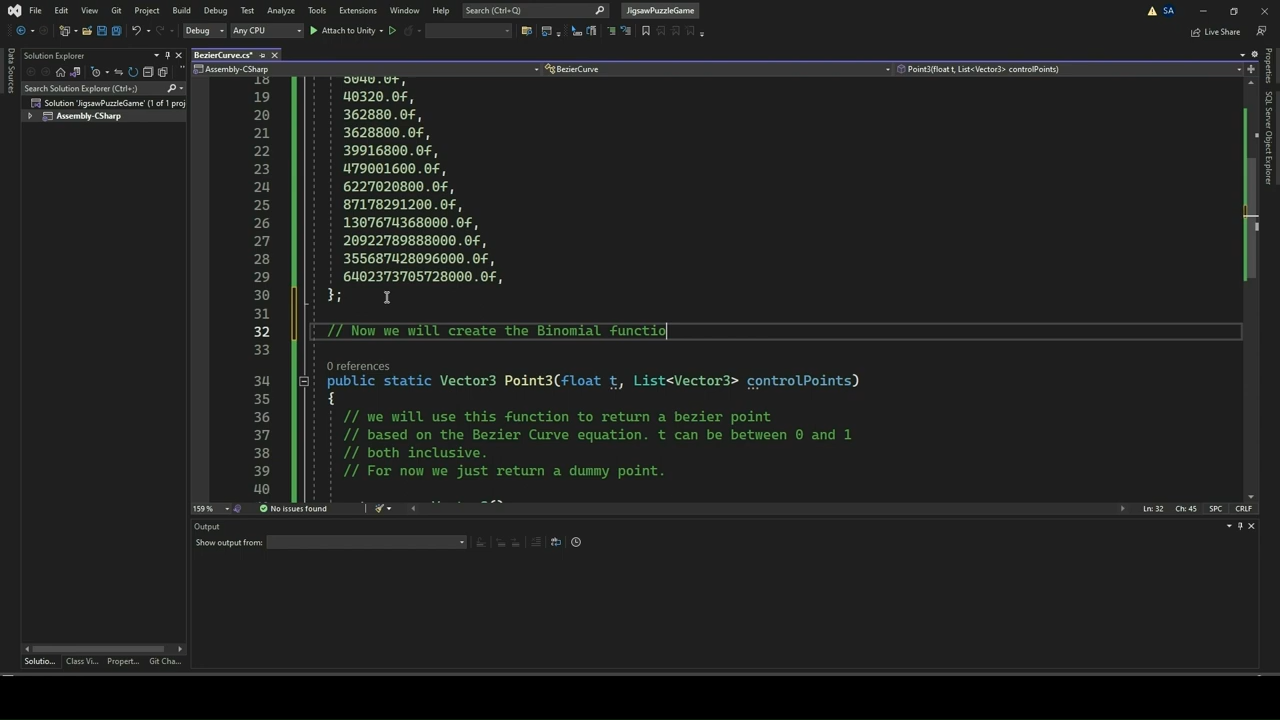 File Edit View Git Project Build Debug Test Analyze Tools Extensions Window Help Search (Ctrl+Q) JigsawPuzzleGame SA
Debug Any CPU Attach to Unity Live Share
Data Sources
Solution Explorer
Search Solution Explorer (Ctrl+;)
Solution 'JigsawPuzzleGame' (1 of 1 proj
Assembly-CSharp
BezierCurve.cs*
Assembly-CSharp BezierCurve Point3(float t, List<Vector3> controlPoints)
18 5040.0f,
19 40320.0f,
20 362880.0f,
21 3628800.0f,
22 39916800.0f,
23 479001600.0f,
24 6227020800.0f,
25 87178291200.0f,
26 1307674368000.0f,
27 20922789888000.0f,
28 355687428096000.0f,
29 6402373705728000.0f,
30 };
31
32 // Now we will create the Binomial functio
33
0 references
34 public static Vector3 Point3(float t, List<Vector3> controlPoints)
35 {
36 // we will use this function to return a bezier point
37 // based on the Bezier Curve equation. t can be between 0 and 1
38 // both inclusive.
39 // For now we just return a dummy point.
40
159 % No issues found Ln: 32 Ch: 45 SPC CRLF
Output
Show output from:
Solutio... Class Vi... Propert... Git Cha...
Properties
SQL Server Object Explorer